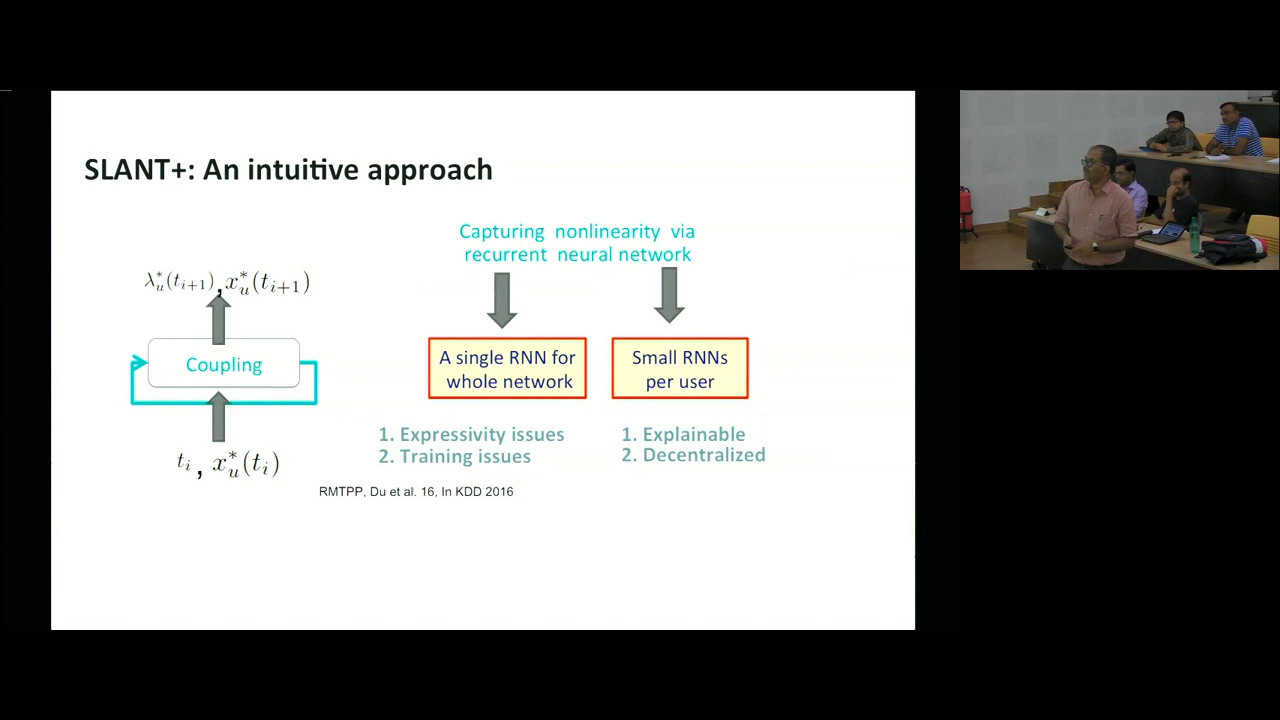 SLANT+: An intuitive approach
Capturing nonlinearity via
recurrent neural network
λ*u(ti+1), x*u(ti+1)
Coupling
ti, x*u(ti)
A single RNN for
whole network
Small RNNs
per user
1. Expressivity issues
2. Training issues
1. Explainable
2. Decentralized
RMTPP, Du et al. 16, In KDD 2016